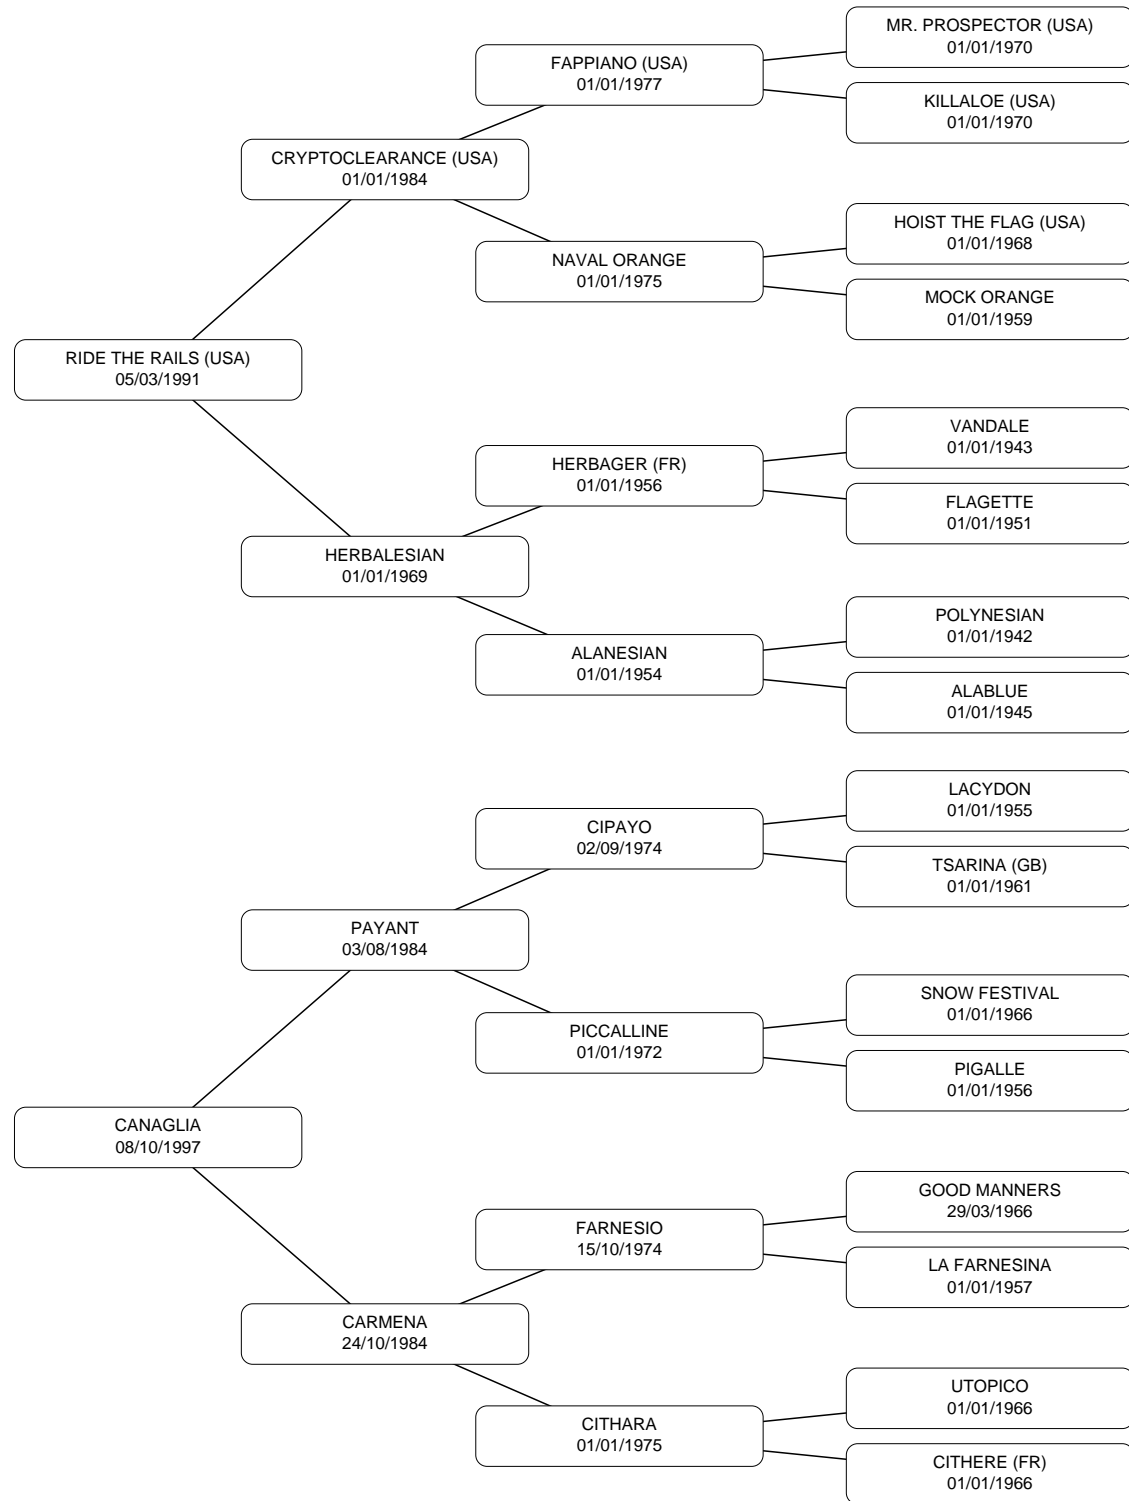 MR. PROSPECTOR (USA)
01/01/1970
FAPPIANO (USA)
01/01/1977
KILLALOE (USA)
01/01/1970
CRYPTOCLEARANCE (USA)
01/01/1984
HOIST THE FLAG (USA)
01/01/1968
NAVAL ORANGE
01/01/1975
MOCK ORANGE
01/01/1959
RIDE THE RAILS (USA)
05/03/1991
VANDALE
01/01/1943
HERBAGER (FR)
01/01/1956
FLAGETTE
01/01/1951
HERBALESIAN
01/01/1969
POLYNESIAN
01/01/1942
ALANESIAN
01/01/1954
ALABLUE
01/01/1945
LACYDON
01/01/1955
CIPAYO
02/09/1974
TSARINA (GB)
01/01/1961
PAYANT
03/08/1984
SNOW FESTIVAL
01/01/1966
PICCALLINE
01/01/1972
PIGALLE
01/01/1956
CANAGLIA
08/10/1997
GOOD MANNERS
29/03/1966
FARNESIO
15/10/1974
LA FARNESINA
01/01/1957
CARMENA
24/10/1984
UTOPICO
01/01/1966
CITHARA
01/01/1975
CITHERE (FR)
01/01/1966